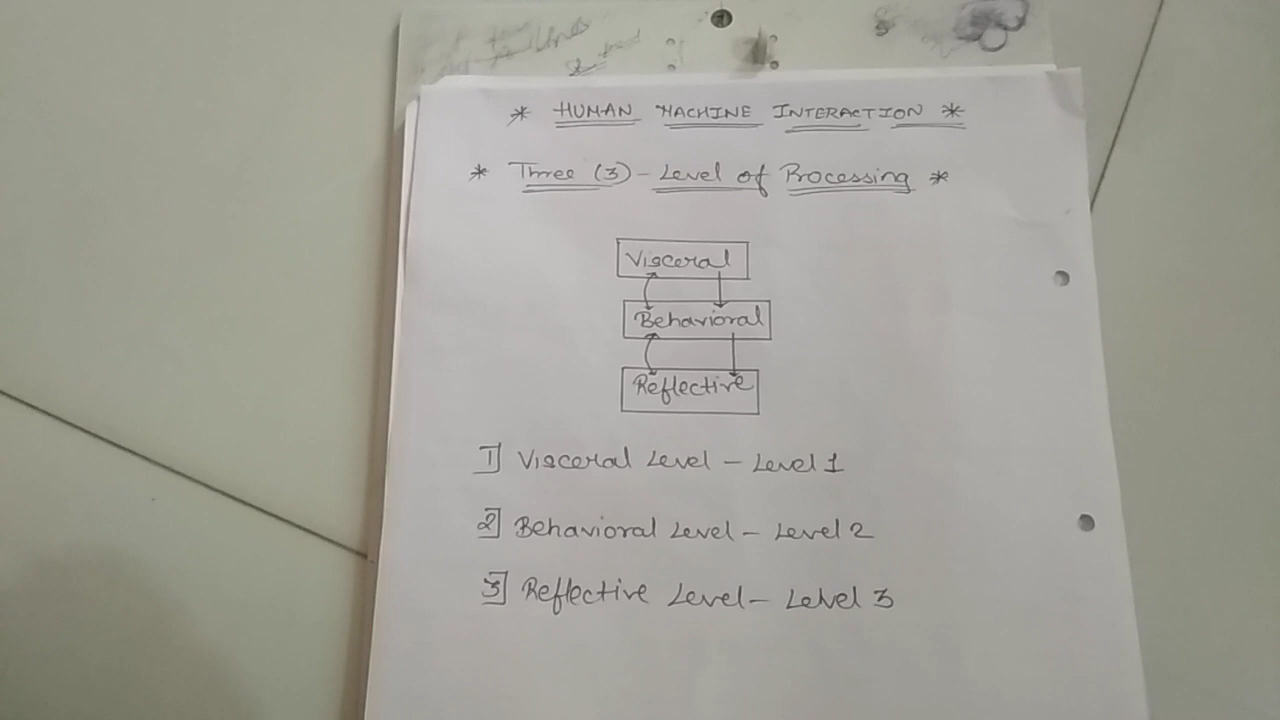 * HUMAN MACHINE INTERACTION *
* Three (3) - Level of Processing *
Visceral
Behavioral
Reflective
1] Visceral Level - Level 1
2] Behavioral Level - Level 2
3] Reflective Level - Level 3